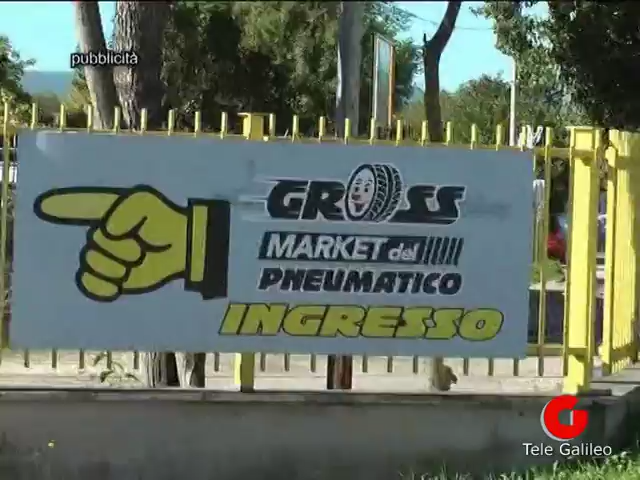 pubblicità
GROSS
MARKET del
PNEUMATICO
INGRESSO
G
Tele Galileo